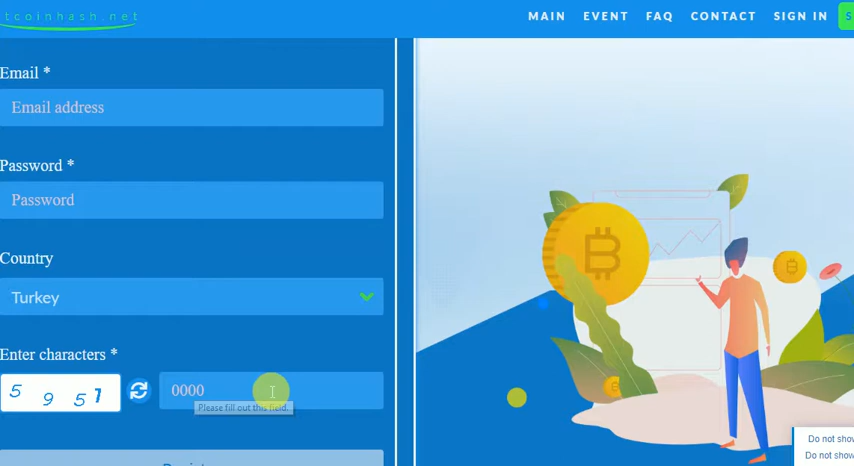 tcoinhash.net
MAIN EVENT FAQ CONTACT SIGN IN S
Email *
Email address
Password *
Password
Country
Turkey
Enter characters *
5 9 5 1
0000
Please fill out this field.
Do not show
Do not show